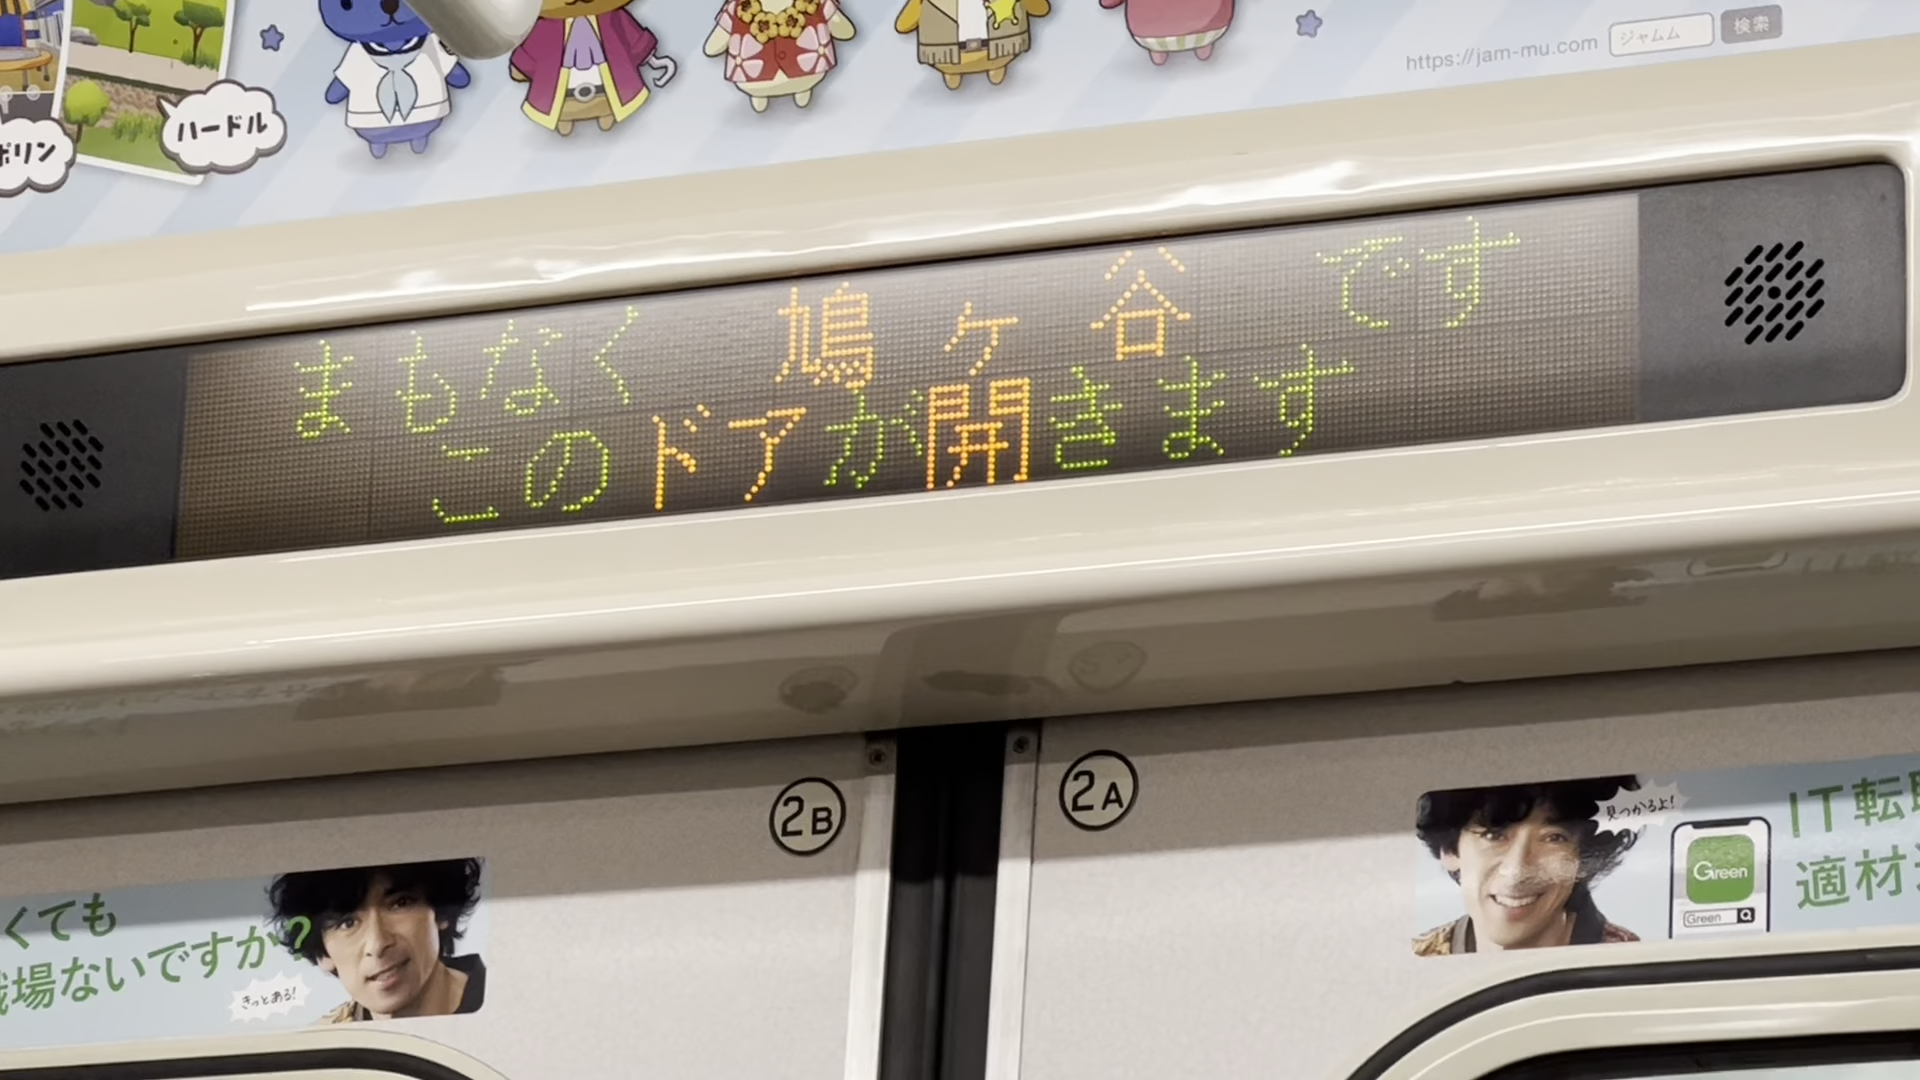 https://jam-mu.com ジャムム 検索
ハードル
ポリン
まもなく 鳩ヶ谷 です
このドアが開きます
2B
2A
くても
場ないですか?
きっとある!
見つかるよ!
Green
Green
IT転
適材